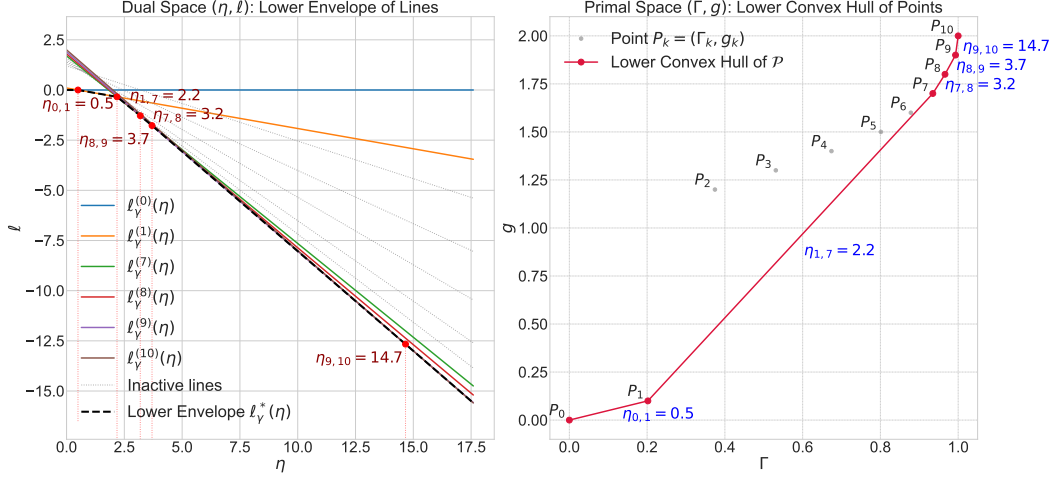 Dual Space (η, ℓ): Lower Envelope of Lines
2.5
0.0
−2.5
−5.0
−7.5
−10.0
−12.5
−15.0
ℓ
η₀,₁ = 0.5
η₁,₇ = 2.2
η₇,₈ = 3.2
η₈,₉ = 3.7
η₉,₁₀ = 14.7
ℓᵧ⁽⁰⁾(η)
ℓᵧ⁽¹⁾(η)
ℓᵧ⁽⁷⁾(η)
ℓᵧ⁽⁸⁾(η)
ℓᵧ⁽⁹⁾(η)
ℓᵧ⁽¹⁰⁾(η)
Inactive lines
Lower Envelope ℓᵧ*(η)
0.0 2.5 5.0 7.5 10.0 12.5 15.0 17.5
η
Primal Space (Γ, g): Lower Convex Hull of Points
2.00
1.75
1.50
1.25
1.00
0.75
0.50
0.25
0.00
g
Point Pₖ = (Γₖ, gₖ)
Lower Convex Hull of 𝒫
P₁₀
η₉,₁₀ = 14.7
P₉
η₈,₉ = 3.7
P₈
η₇,₈ = 3.2
P₇
P₆
P₅
P₄
P₃
P₂
η₁,₇ = 2.2
P₁
η₀,₁ = 0.5
P₀
0.0 0.2 0.4 0.6 0.8 1.0
Γ